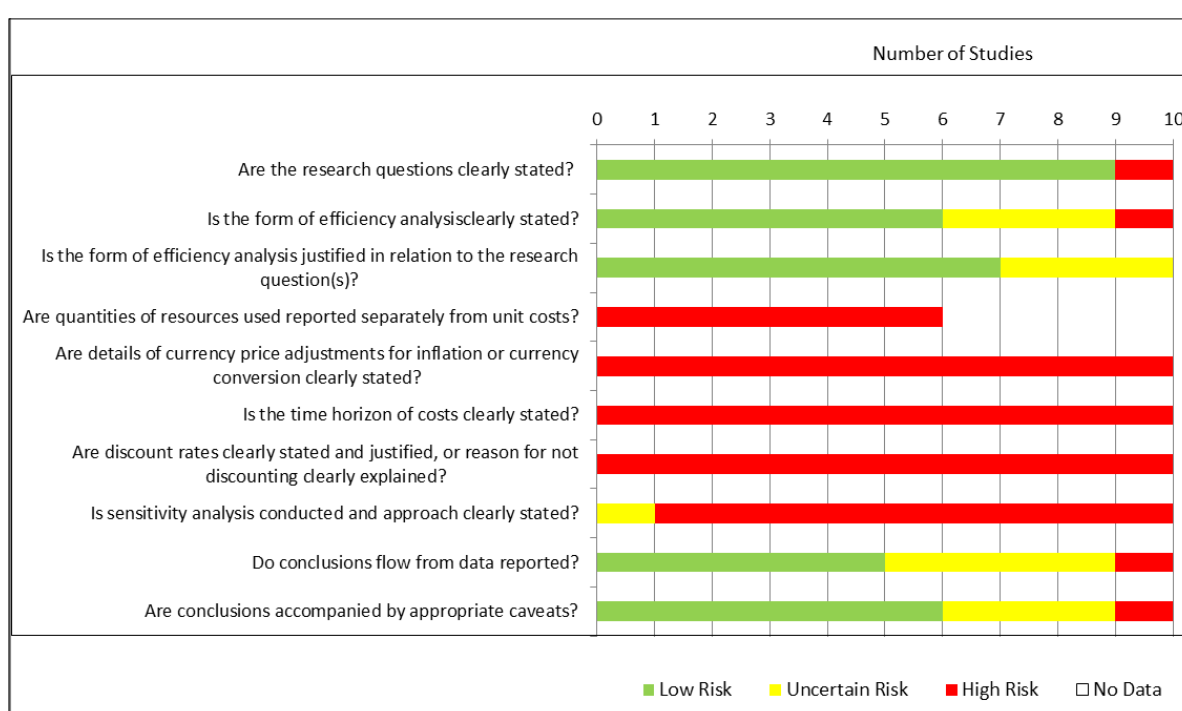 Number of Studies
0 1 2 3 4 5 6 7 8 9 10
Are the research questions clearly stated?
Is the form of efficiency analysisclearly stated?
Is the form of efficiency analysis justified in relation to the research
question(s)?
Are quantities of resources used reported separately from unit costs?
Are details of currency price adjustments for inflation or currency
conversion clearly stated?
Is the time horizon of costs clearly stated?
Are discount rates clearly stated and justified, or reason for not
discounting clearly explained?
Is sensitivity analysis conducted and approach clearly stated?
Do conclusions flow from data reported?
Are conclusions accompanied by appropriate caveats?
Low Risk Uncertain Risk High Risk No Data